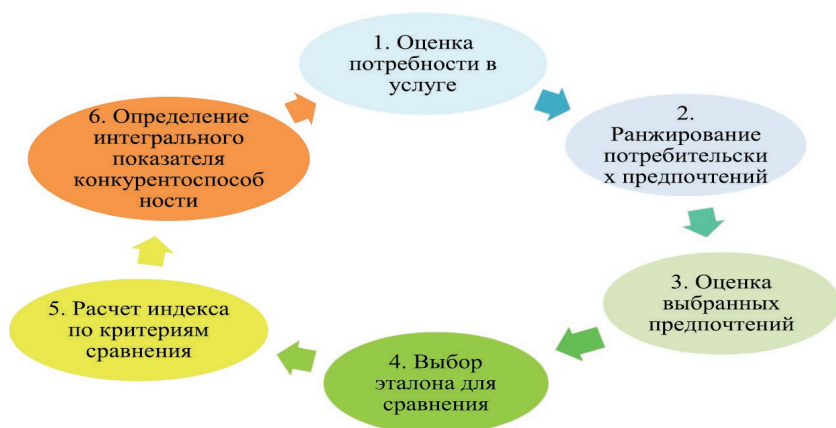 1. Оценка
потребности в
услуге
2.
Ранжирование
потребительски
х предпочтений
3. Оценка
выбранных
предпочтений
4. Выбор
эталона для
сравнения
5. Расчет индекса
по критериям
сравнения
6. Определение
интегрального
показателя
конкурентоспособ
ности